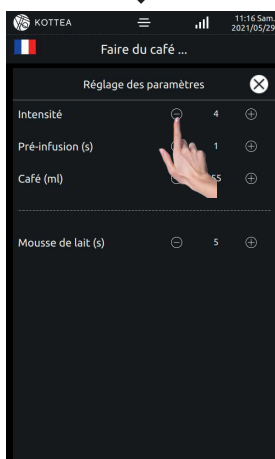 KOTTEA
11:16 Sam.
2021/05/29
Faire du café ...
Réglage des paramètres
Intensité 4
Pré-infusion (s) 1
Café (ml) 55
Mousse de lait (s) 5